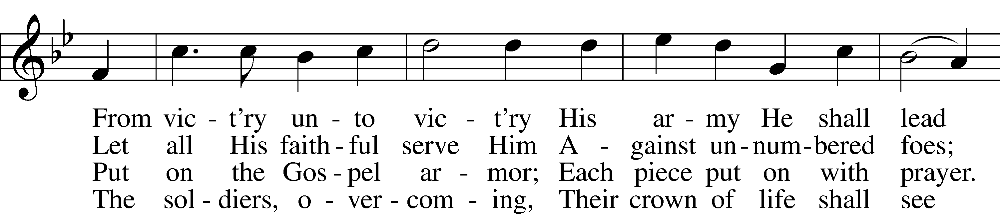 From vic - t’ry un - to vic - t’ry His ar - my He shall lead
Let all His faith - ful serve Him A - gainst un - num - bered foes;
Put on the Gos - pel ar - mor; Each piece put on with prayer.
The sol - diers, o - ver - com - ing, Their crown of life shall see